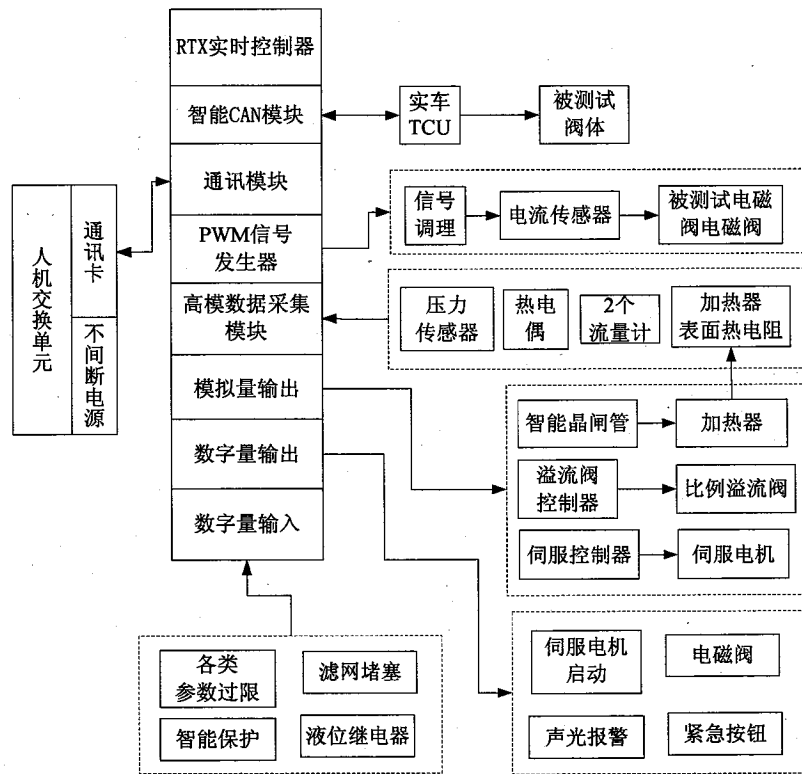 RTX实时控制器
智能CAN模块
实车
TCU
被测试
阀体
通讯模块
PWM信号
发生器
高模数据采集
模块
模拟量输出
数字量输出
数字量输入
人机交换单元
通讯卡
不间断电源
信号
调理
电流传感器
被测试电磁
阀电磁阀
压力
传感器
热电
偶
2个
流量计
加热器
表面热电阻
智能晶闸管
加热器
溢流阀
控制器
比例溢流阀
伺服控制器
伺服电机
各类
参数过限
滤网堵塞
智能保护
液位继电器
伺服电机
启动
电磁阀
声光报警
紧急按钮